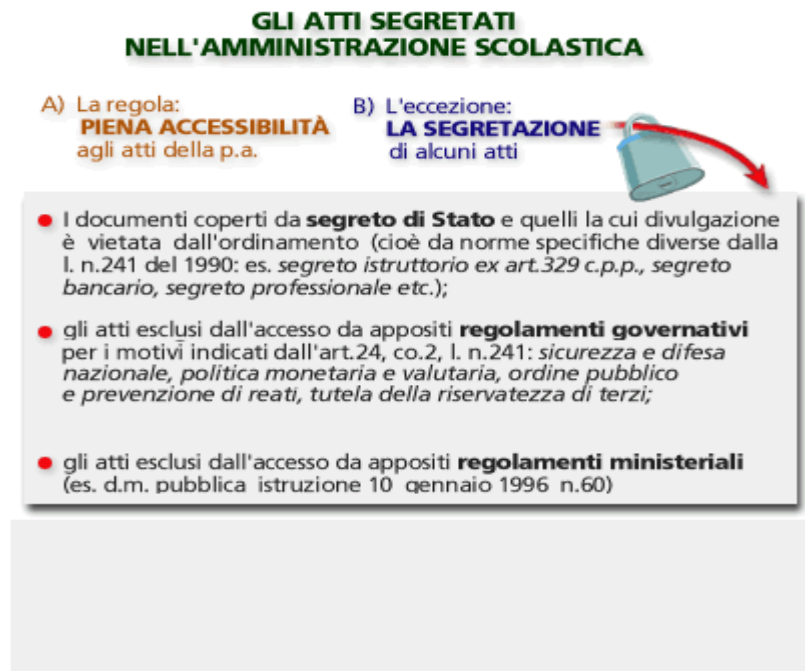 GLI ATTI SEGRETATI
NELL'AMMINISTRAZIONE SCOLASTICA
A) La regola:
PIENA ACCESSIBILITÀ
agli atti della p.a.
B) L'eccezione:
LA SEGRETAZIONE
di alcuni atti
I documenti coperti da segreto di Stato e quelli la cui divulgazione
è vietata dall'ordinamento (cioè da norme specifiche diverse dalla
l. n.241 del 1990: es. segreto istruttorio ex art.329 c.p.p., segreto
bancario, segreto professionale etc.);
gli atti esclusi dall'accesso da appositi regolamenti governativi
per i motivi indicati dall'art.24, co.2, l. n.241: sicurezza e difesa
nazionale, politica monetaria e valutaria, ordine pubblico
e prevenzione di reati, tutela della riservatezza di terzi;
gli atti esclusi dall'accesso da appositi regolamenti ministeriali
(es. d.m. pubblica istruzione 10 gennaio 1996 n.60)